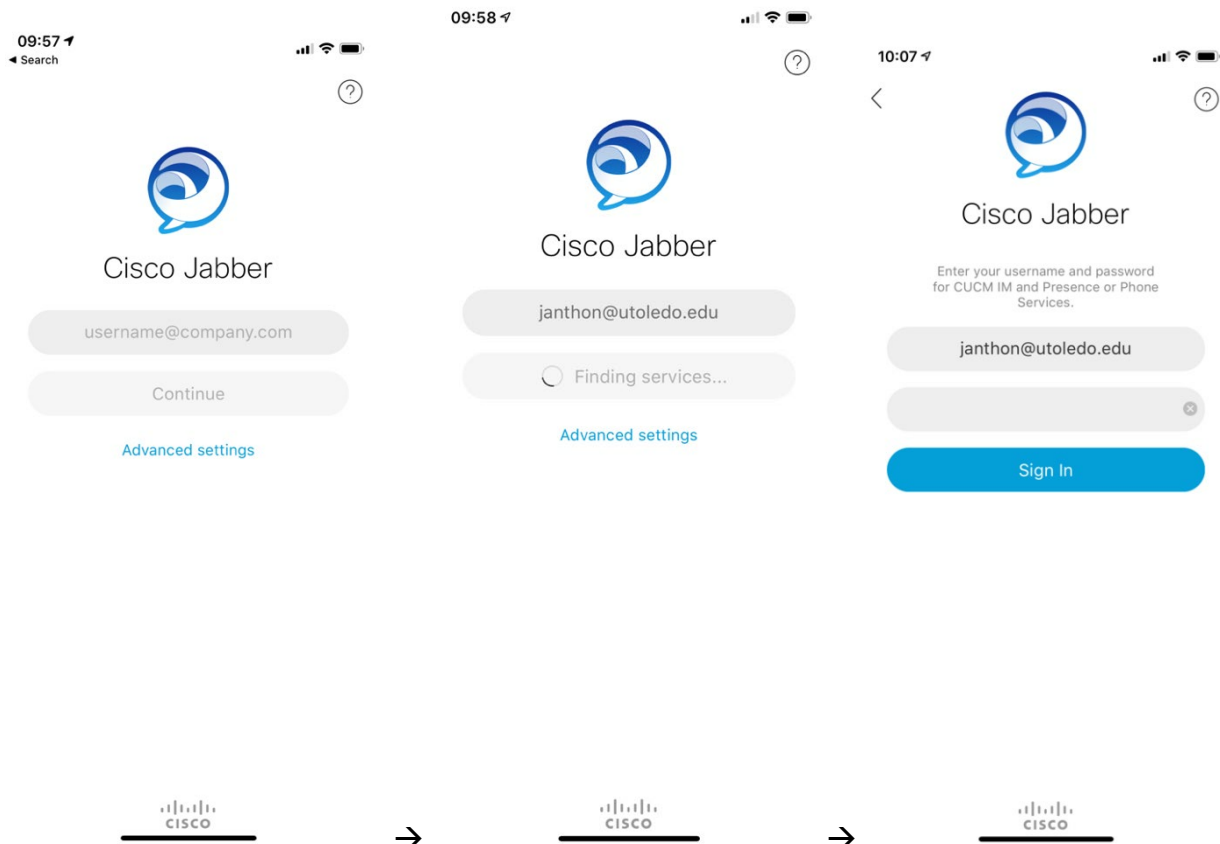 09:57
◀ Search
?
Cisco Jabber
username@company.com
Continue
Advanced settings
CISCO
→
09:58
?
Cisco Jabber
janthon@utoledo.edu
Finding services...
Advanced settings
CISCO
→
10:07
?
Cisco Jabber
Enter your username and password
for CUCM IM and Presence or Phone
Services.
janthon@utoledo.edu
Sign In
CISCO